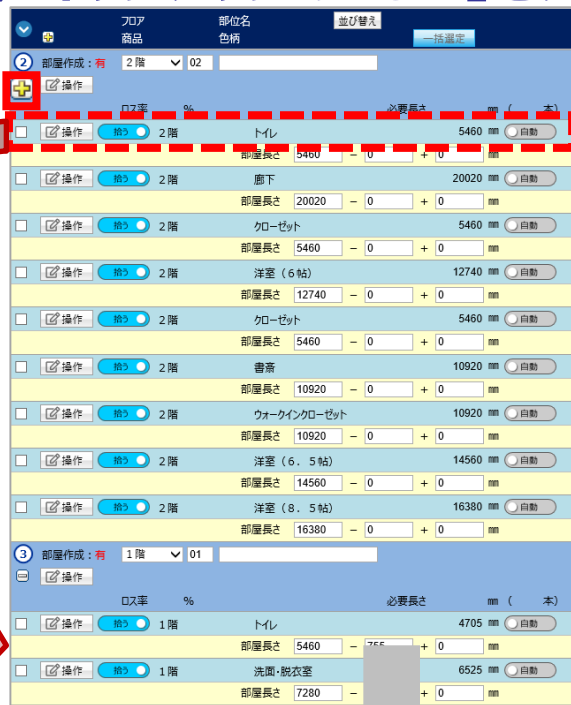 フロア 部位名 並び替え
商品 色柄 一括選定
② 部屋作成：有 2階 02
操作
ロス率 % 必要長さ mm ( 本)
操作 拾う 2階 トイレ 5460 mm 自動
部屋長さ 5460 － 0 + 0 mm
操作 拾う 2階 廊下 20020 mm 自動
部屋長さ 20020 － 0 + 0 mm
操作 拾う 2階 クローゼット 5460 mm 自動
部屋長さ 5460 － 0 + 0 mm
操作 拾う 2階 洋室（６帖） 12740 mm 自動
部屋長さ 12740 － 0 + 0 mm
操作 拾う 2階 クローゼット 5460 mm 自動
部屋長さ 5460 － 0 + 0 mm
操作 拾う 2階 書斎 10920 mm 自動
部屋長さ 10920 － 0 + 0 mm
操作 拾う 2階 ウォークインクローゼット 10920 mm 自動
部屋長さ 10920 － 0 + 0 mm
操作 拾う 2階 洋室（６．５帖） 14560 mm 自動
部屋長さ 14560 － 0 + 0 mm
操作 拾う 2階 洋室（８．５帖） 16380 mm 自動
部屋長さ 16380 － 0 + 0 mm
③ 部屋作成：有 1階 01
操作
ロス率 % 必要長さ mm ( 本)
操作 拾う 1階 トイレ 4705 mm 自動
部屋長さ 5460 － 755 + 0 mm
操作 拾う 1階 洗面・脱衣室 6525 mm 自動
部屋長さ 7280 － + 0 mm